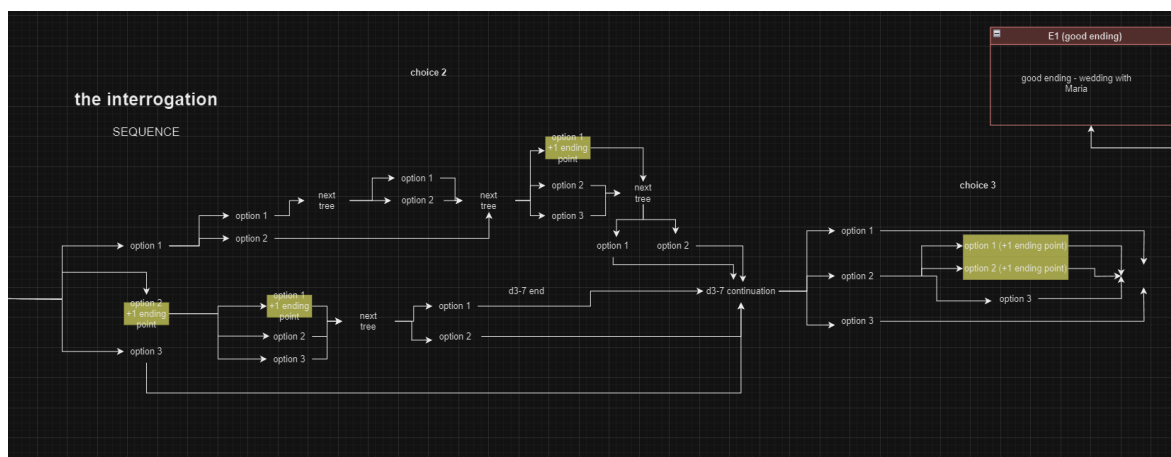 E1 (good ending)
good ending - wedding with
Maria
choice 2
the interrogation
SEQUENCE
option 1
+1 ending
point
option 1
next
tree
option 2
next
tree
option 2
next
tree
option 3
option 1
option 2
option 1
option 1
option 2
choice 3
option 1
option 1 (+1 ending point)
option 2
option 2 (+1 ending point)
option 3
option 3
d3-7 end
d3-7 continuation
option 2
+1 ending
point
option 1
+1 ending
point
option 1
next
tree
option 2
option 2
option 3
option 3